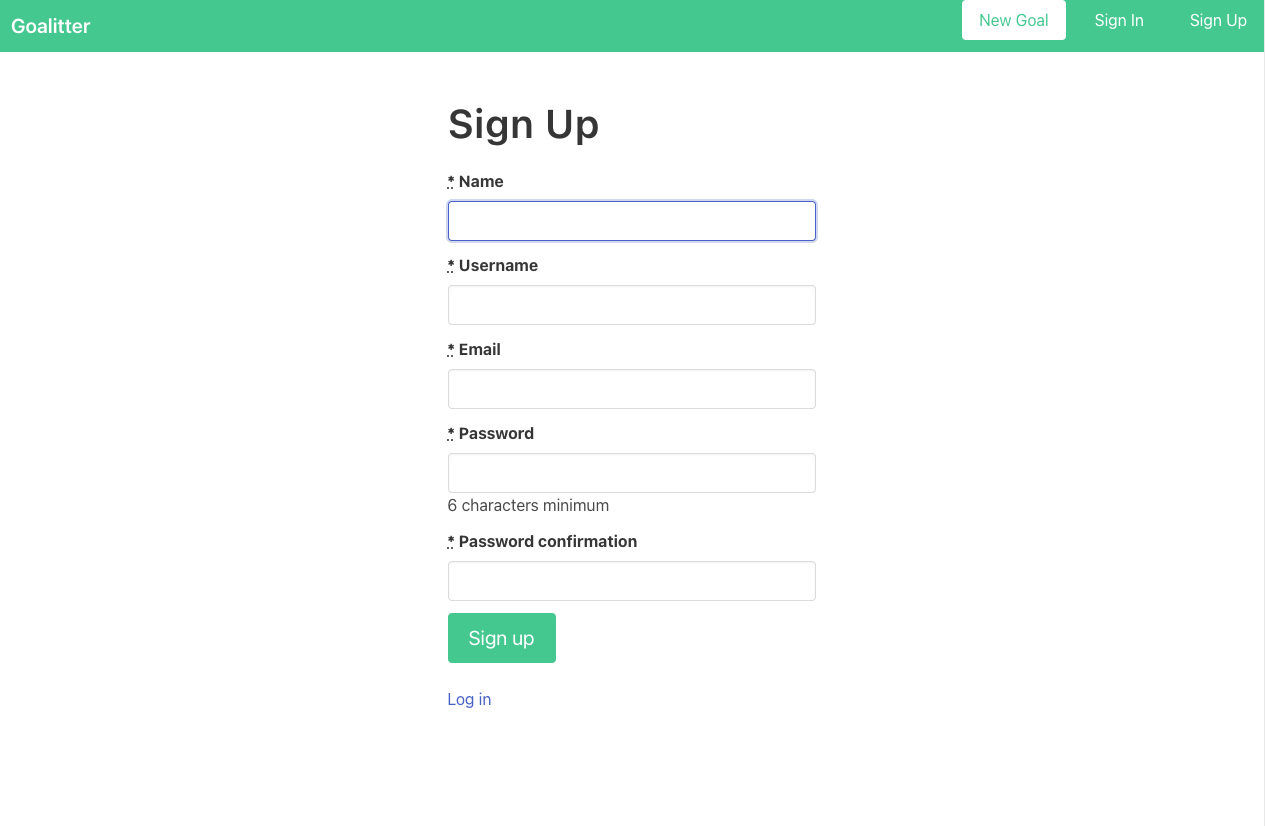 Goalitter
New Goal
Sign In
Sign Up
Sign Up
* Name
* Username
* Email
* Password
6 characters minimum
* Password confirmation
Sign up
Log in